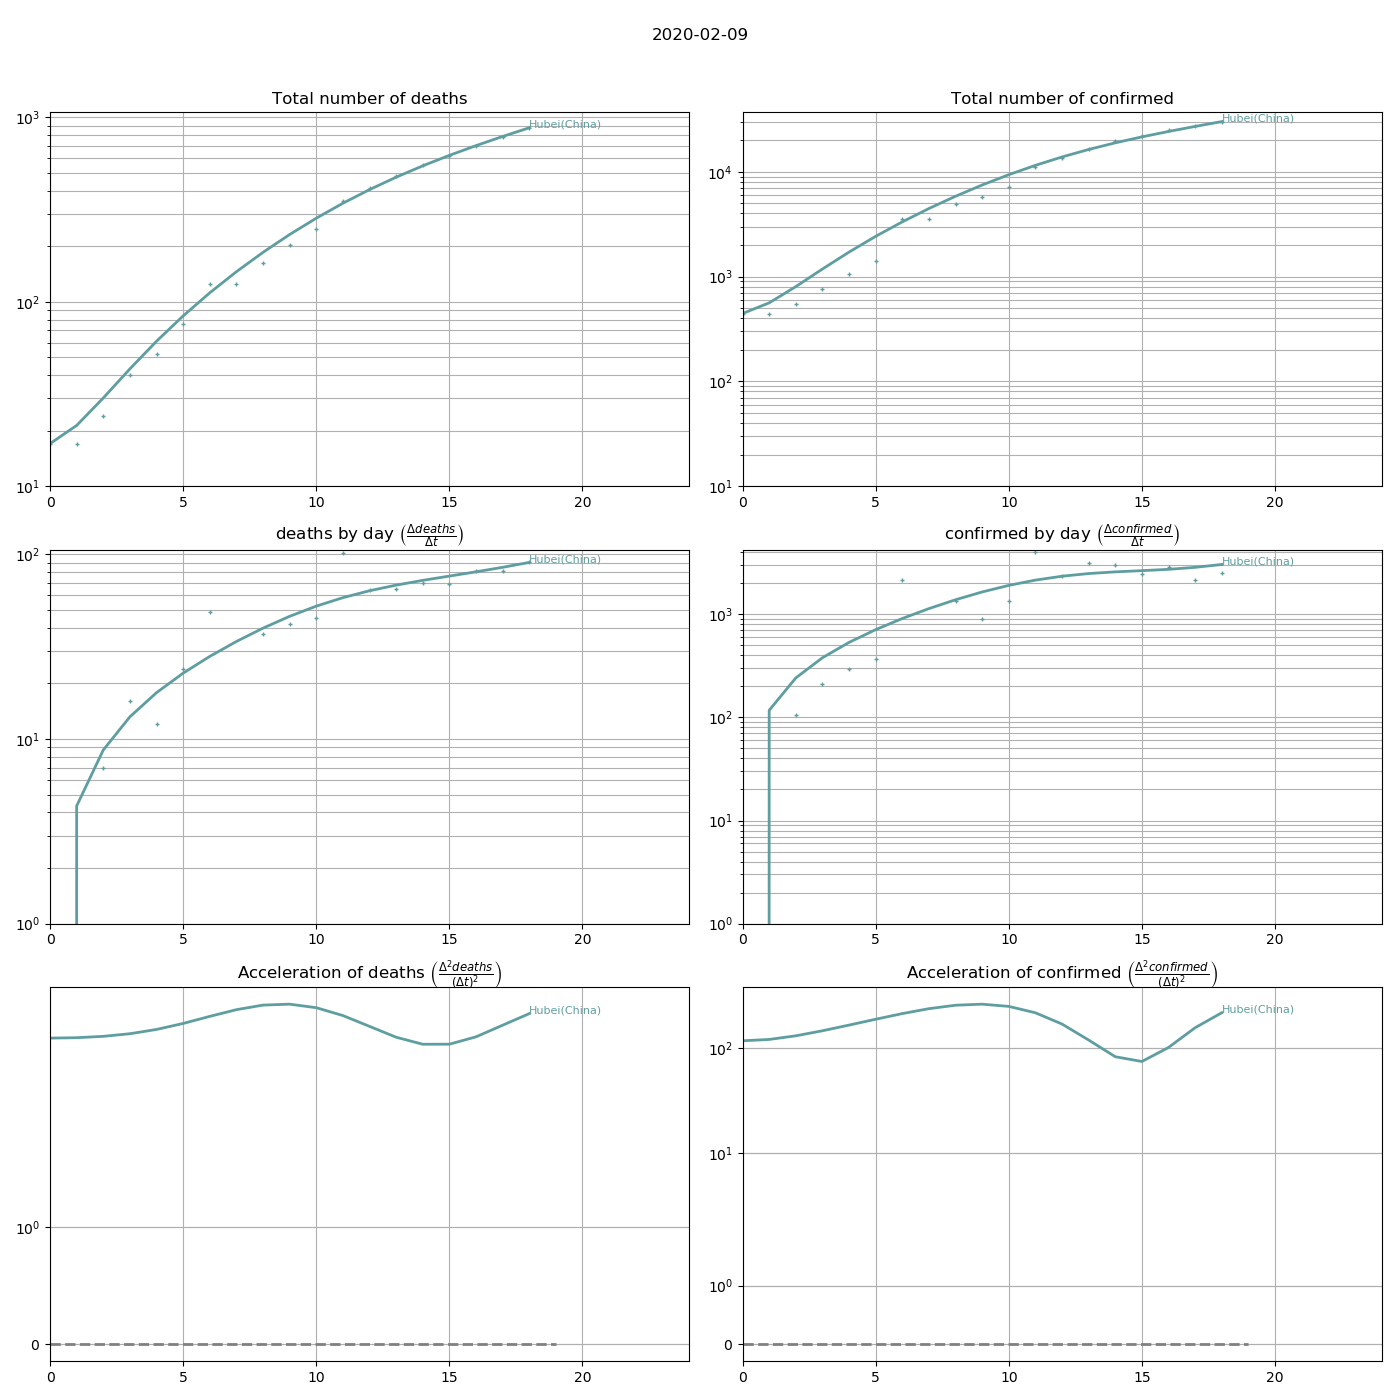 2020-02-09
Total number of deaths
10³
10²
10¹
0 5 10 15 20
Hubei(China)
Total number of confirmed
10⁴
10³
10²
10¹
0 5 10 15 20
Hubei(China)
deaths by day (Δdeaths/Δt)
10²
10¹
10⁰
0 5 10 15 20
Hubei(China)
confirmed by day (Δconfirmed/Δt)
10³
10²
10¹
10⁰
0 5 10 15 20
Hubei(China)
Acceleration of deaths (Δ²deaths/(Δt)²)
10⁰
0
0 5 10 15 20
Hubei(China)
Acceleration of confirmed (Δ²confirmed/(Δt)²)
10²
10¹
10⁰
0
0 5 10 15 20
Hubei(China)